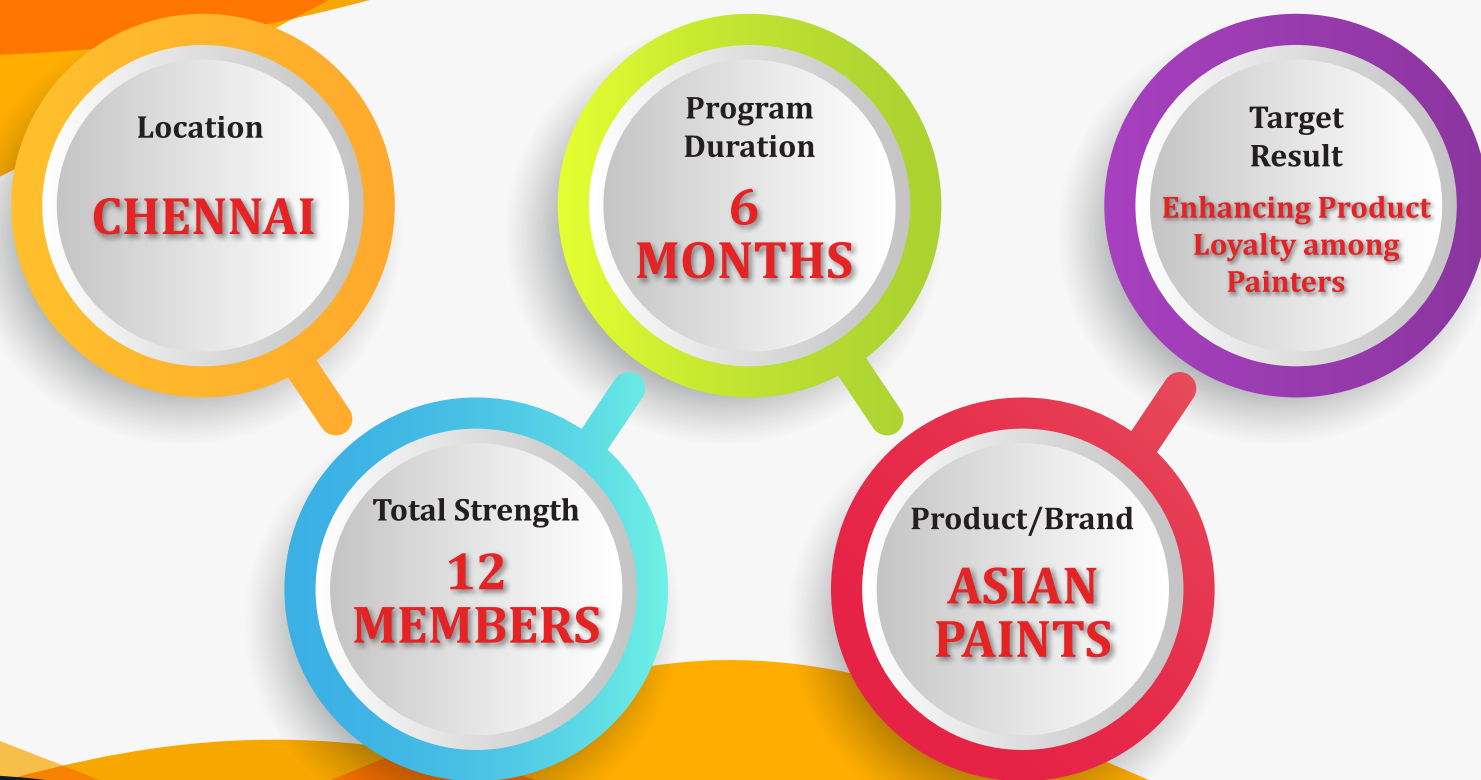 Location
CHENNAI
Total Strength
12
MEMBERS
Program
Duration
6
MONTHS
Product/Brand
ASIAN
PAINTS
Target
Result
Enhancing Product
Loyalty among
Painters